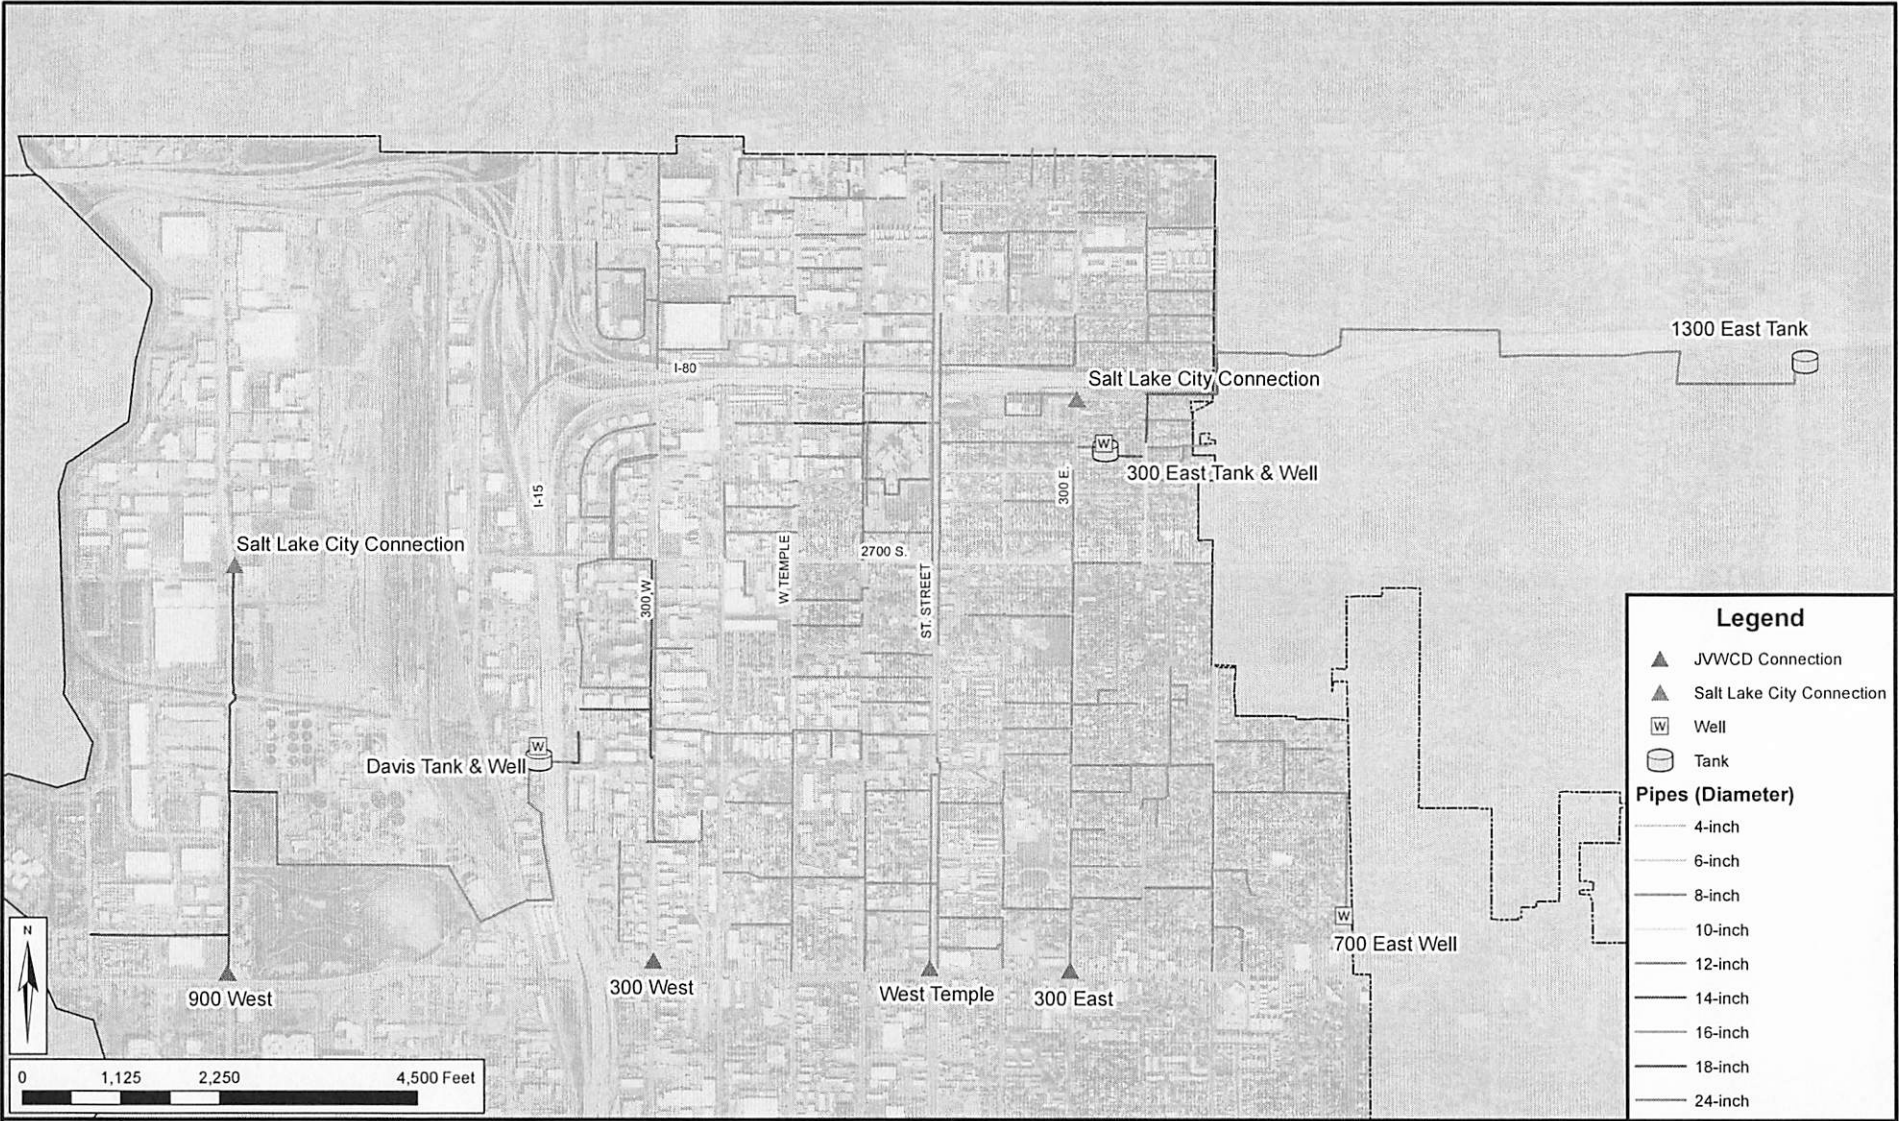 1300 East Tank
I-80
Salt Lake City Connection
W
300 East Tank & Well
300 E.
I-15
Salt Lake City Connection
2700 S.
W TEMPLE
300 W
ST. STREET
W
Davis Tank & Well
W
700 East Well
900 West
300 West
West Temple
300 East
N
0 1,125 2,250 4,500 Feet
Legend
JVWCD Connection
Salt Lake City Connection
W Well
Tank
Pipes (Diameter)
4-inch
6-inch
8-inch
10-inch
12-inch
14-inch
16-inch
18-inch
24-inch